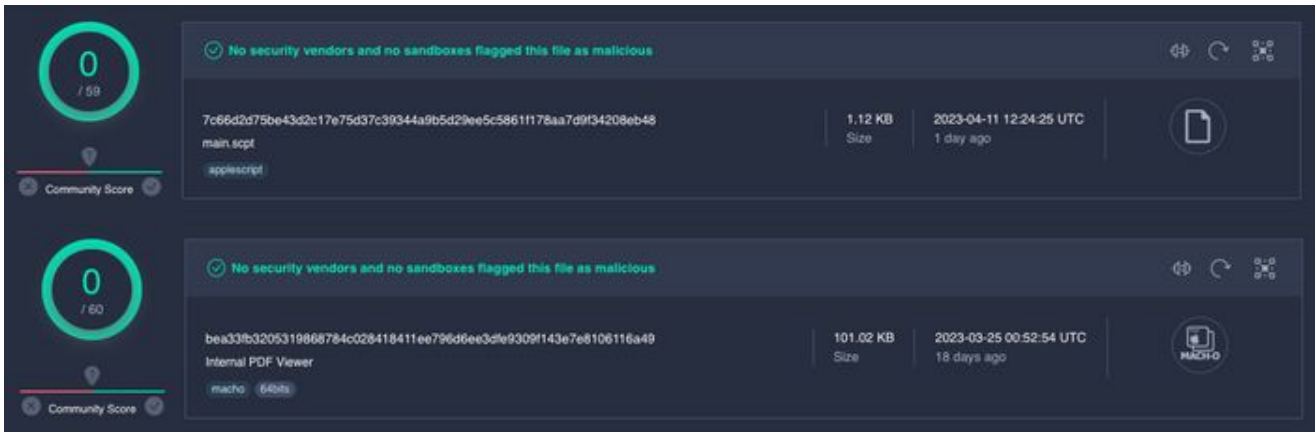 0
/ 59
Community Score
No security vendors and no sandboxes flagged this file as malicious
7c66d2d75be43d2c17e75d37c39344a9b5d29ee5c5861f178aa7d9f34208eb48
main.scpt
applescript
1.12 KB
Size
2023-04-11 12:24:25 UTC
1 day ago
0
/ 60
Community Score
No security vendors and no sandboxes flagged this file as malicious
bea33fb3205319868784c028418411ee796d6ee3dfe9309f143e7e8106116a49
Internal PDF Viewer
macho 64bits
101.02 KB
Size
2023-03-25 00:52:54 UTC
18 days ago
MACH-O